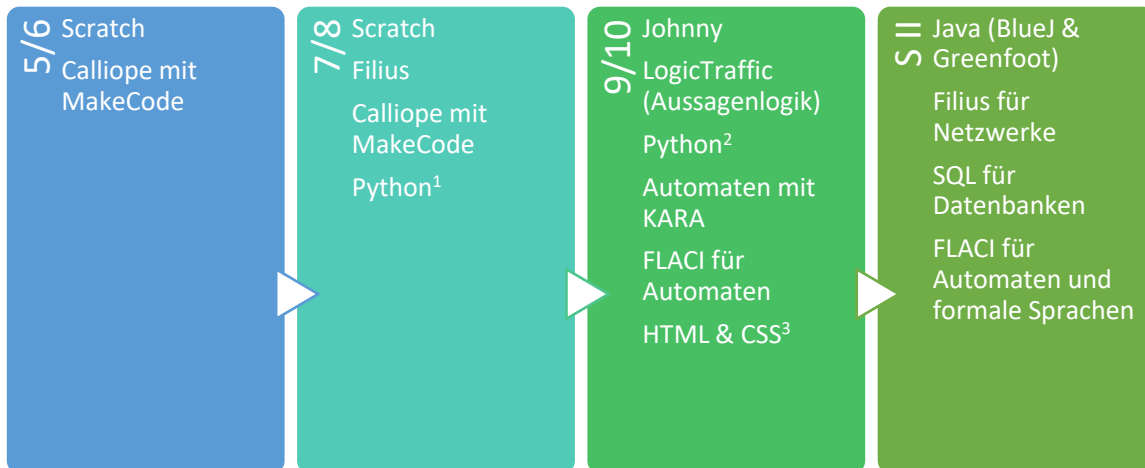 5/6
Scratch
Calliope mit
MakeCode
7/8
Scratch
Filius
Calliope mit
MakeCode
Python¹
9/10
Johnny
LogicTraffic
(Aussagenlogik)
Python²
Automaten mit
KARA
FLACI für
Automaten
HTML & CSS³
S II
Java (BlueJ &
Greenfoot)
Filius für
Netzwerke
SQL für
Datenbanken
FLACI für
Automaten und
formale Sprachen